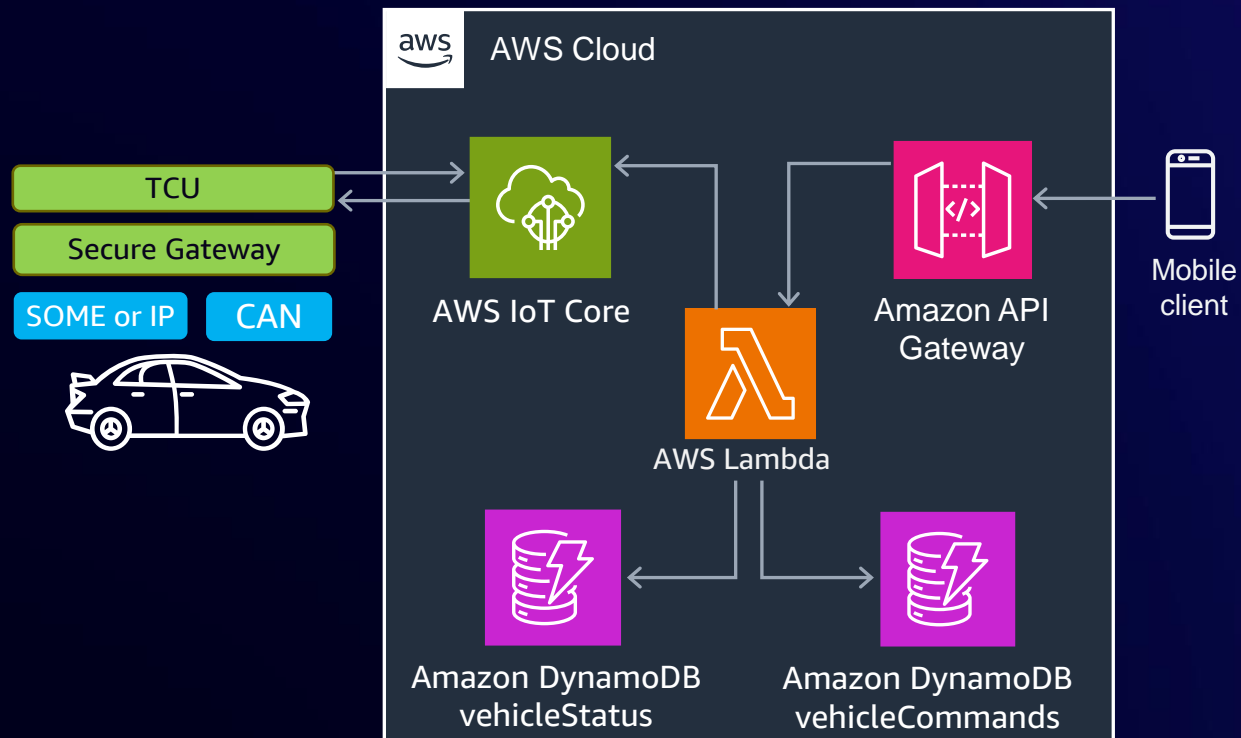 aws
AWS Cloud
TCU
Secure Gateway
SOME or IP
CAN
AWS IoT Core
</>
Amazon API
Gateway
Mobile
client
AWS Lambda
Amazon DynamoDB
vehicleStatus
Amazon DynamoDB
vehicleCommands